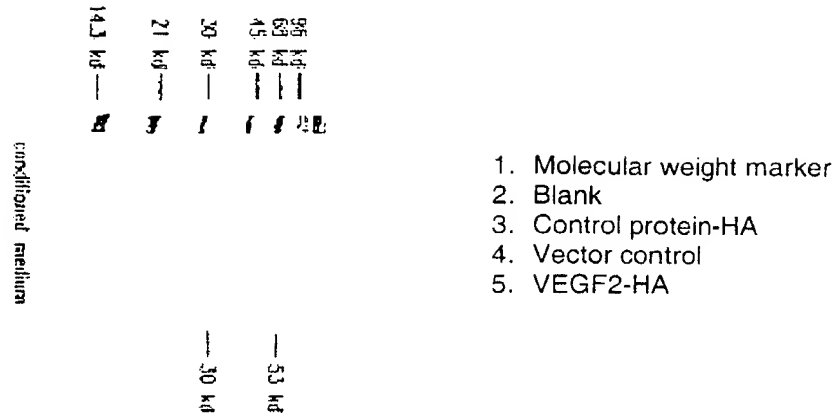 14.3 kd
21 kd
30 kd
45 kd
69 kd
96 kd
conditioned medium
1. Molecular weight marker
2. Blank
3. Control protein-HA
4. Vector control
5. VEGF2-HA
30 kd
53 kd